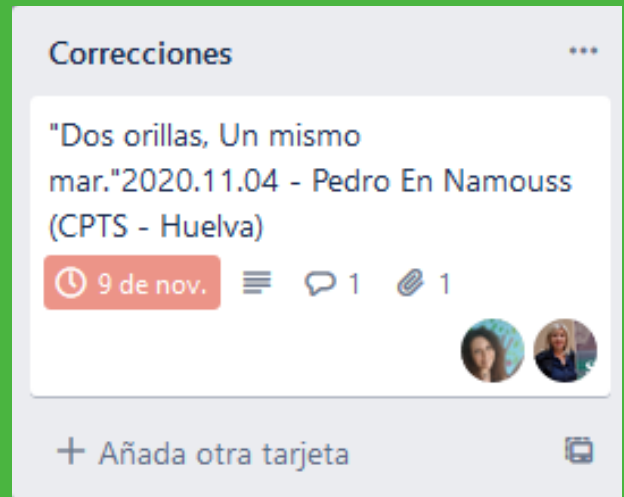 Correcciones
"Dos orillas, Un mismo
mar."2020.11.04 - Pedro En Namouss
(CPTS - Huelva)
9 de nov. 1 1
Añada otra tarjeta